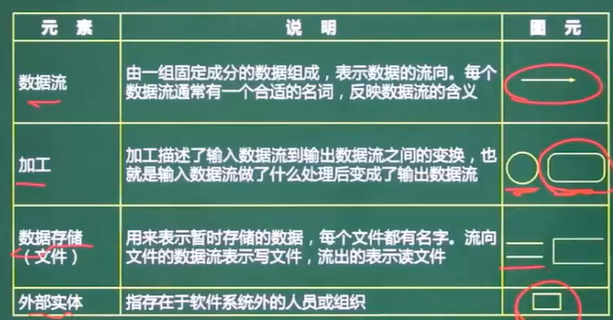 元 素 说 明 图 元
数据流
由一组固定成分的数据组成，表示数据的流向。每个
数据流通常有一个合适的名词，反映数据流的含义
加工
加工描述了输入数据流到输出数据流之间的变换，也
就是输入数据流做了什么处理后变成了输出数据流
数据存储
（文件）
用来表示暂时存储的数据，每个文件都有名字。流向
文件的数据流表示写文件，流出的表示读文件
外部实体
指存在于软件系统外的人员或组织